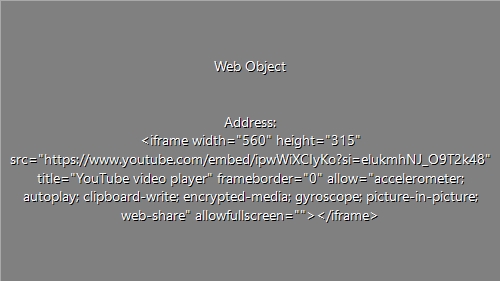 Web Object
Address:
<iframe width="560" height="315"
src="https://www.youtube.com/embed/ipwWiXCIyKo?si=elukmhNJ_O9T2k48"
title="YouTube video player" frameborder="0" allow="accelerometer;
autoplay; clipboard-write; encrypted-media; gyroscope; picture-in-picture;
web-share" allowfullscreen=""></iframe>